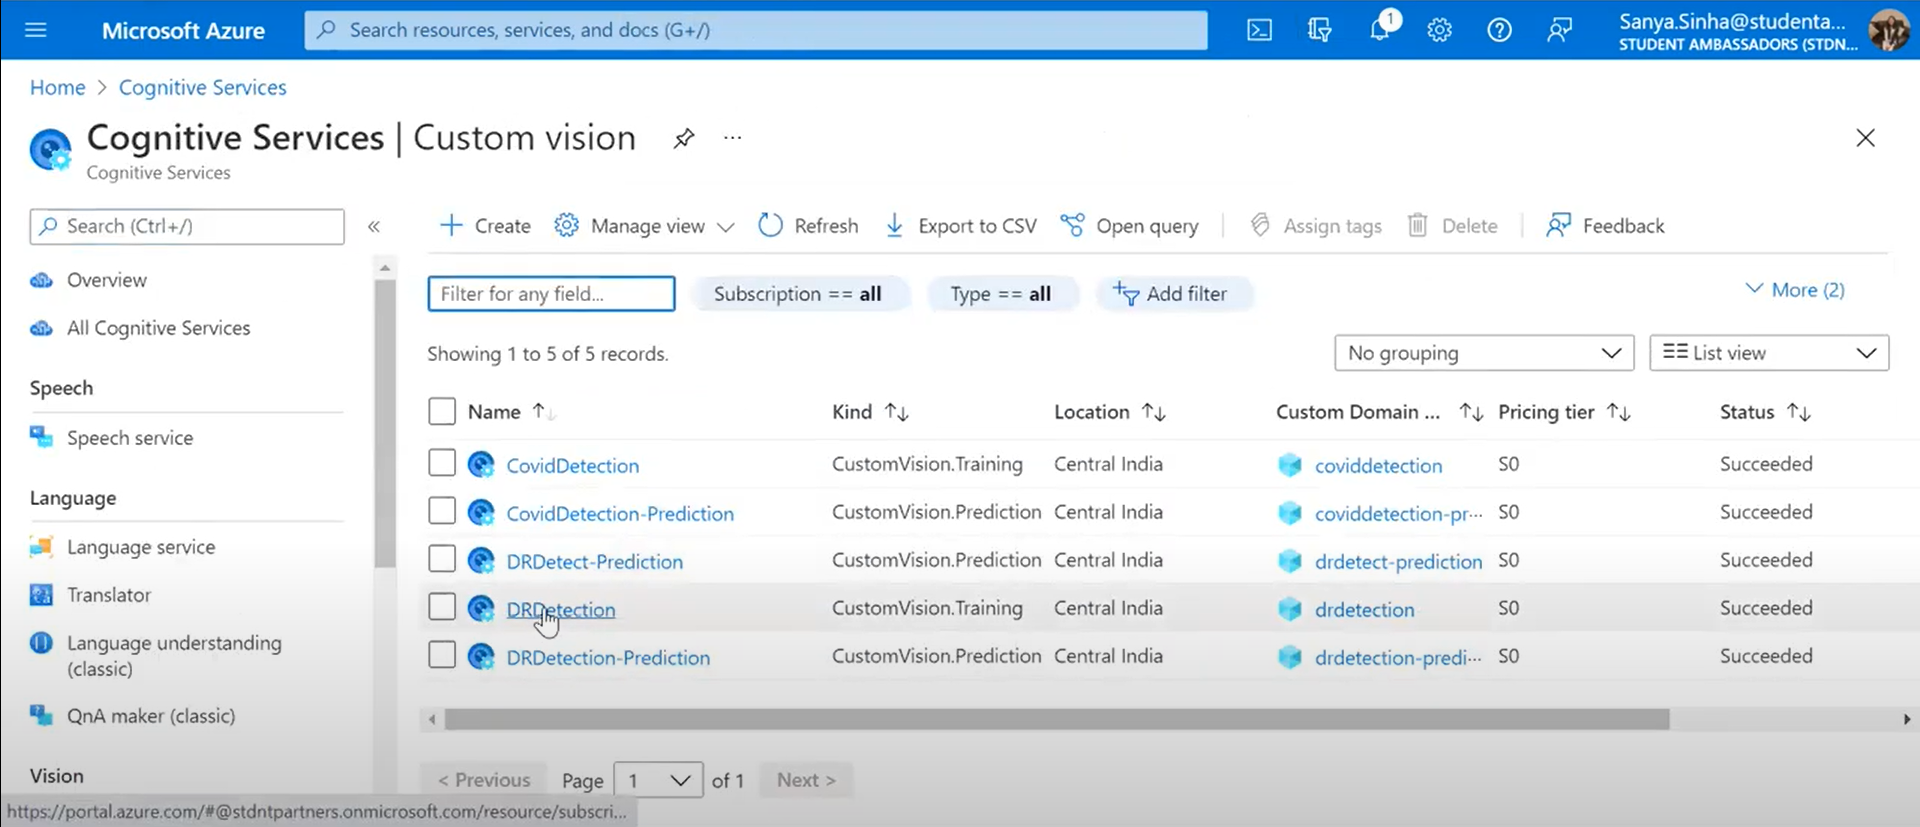 Microsoft Azure
Search resources, services, and docs (G+/)
1
Sanya.Sinha@studenta...
STUDENT AMBASSADORS (STDN...
Home > Cognitive Services
Cognitive Services | Custom vision
...
Cognitive Services
Search (Ctrl+/)
«
Overview
All Cognitive Services
Speech
Speech service
Language
Language service
Translator
Language understanding
(classic)
QnA maker (classic)
Vision
Create Manage view Refresh Export to CSV Open query Assign tags Delete Feedback
Filter for any field... Subscription == all Type == all Add filter More (2)
Showing 1 to 5 of 5 records. No grouping List view
Name Kind Location Custom Domain ... Pricing tier Status
CovidDetection CustomVision.Training Central India coviddetection S0 Succeeded
CovidDetection-Prediction CustomVision.Prediction Central India coviddetection-pr... S0 Succeeded
DRDetect-Prediction CustomVision.Prediction Central India drdetect-prediction S0 Succeeded
DRDetection CustomVision.Training Central India drdetection S0 Succeeded
DRDetection-Prediction CustomVision.Prediction Central India drdetection-predi... S0 Succeeded
< Previous Page 1 of 1 Next >
https://portal.azure.com/#@stdntpartners.onmicrosoft.com/resource/subscri...